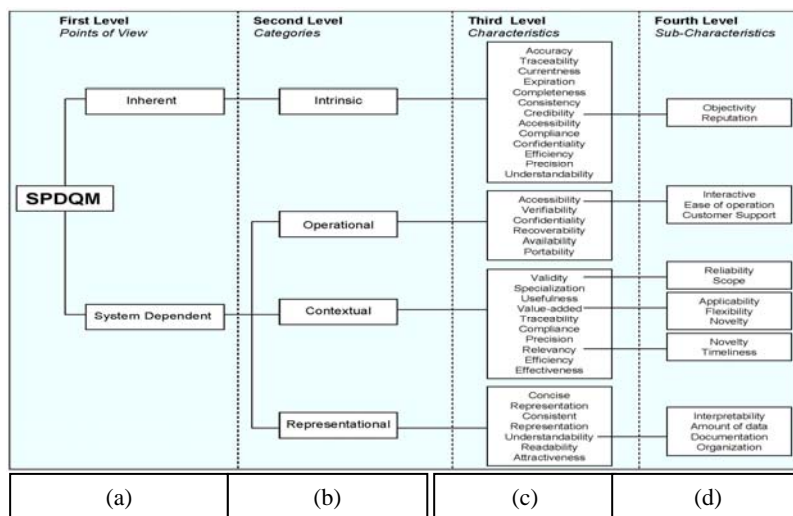 First Level
Points of View
Second Level
Categories
Third Level
Characteristics
Fourth Level
Sub-Characteristics
SPDQM
Inherent
Intrinsic
Accuracy
Traceability
Currentness
Expiration
Completeness
Consistency
Credibility
Accessibility
Compliance
Confidentiality
Efficiency
Precision
Understandability
Objectivity
Reputation
System Dependent
Operational
Accessibility
Verifiability
Confidentiality
Recoverability
Availability
Portability
Interactive
Ease of operation
Customer Support
Contextual
Validity
Specialization
Usefulness
Value-added
Traceability
Compliance
Precision
Relevancy
Efficiency
Effectiveness
Reliability
Scope
Applicability
Flexibility
Novelty
Novelty
Timeliness
Representational
Concise
Representation
Consistent
Representation
Understandability
Readability
Attractiveness
Interpretability
Amount of data
Documentation
Organization
(a)
(b)
(c)
(d)